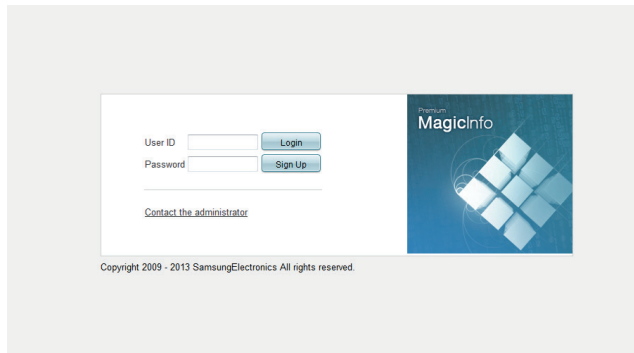 Premium
MagicInfo
User ID
Login
Password
Sign Up
Contact the administrator
Copyright 2009 - 2013 SamsungElectronics All rights reserved.